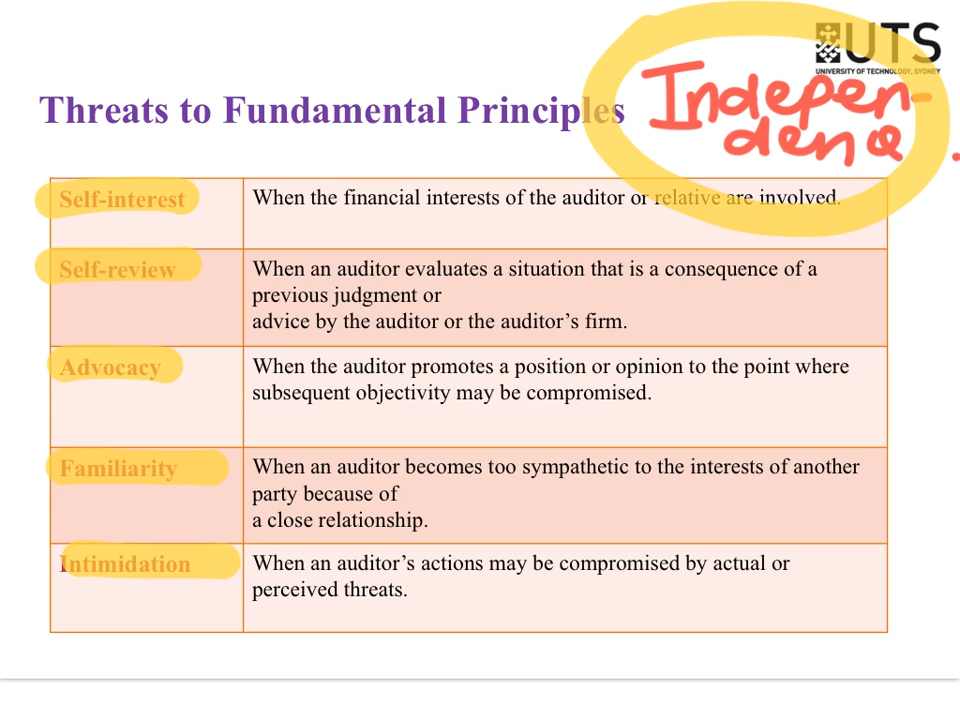 UTS
UNIVERSITY OF TECHNOLOGY, SYDNEY
Threats to Fundamental Principles
Indepen-
dence.
Self-interest
When the financial interests of the auditor or relative are involved.
Self-review
When an auditor evaluates a situation that is a consequence of a
previous judgment or
advice by the auditor or the auditor’s firm.
Advocacy
When the auditor promotes a position or opinion to the point where
subsequent objectivity may be compromised.
Familiarity
When an auditor becomes too sympathetic to the interests of another
party because of
a close relationship.
Intimidation
When an auditor’s actions may be compromised by actual or
perceived threats.